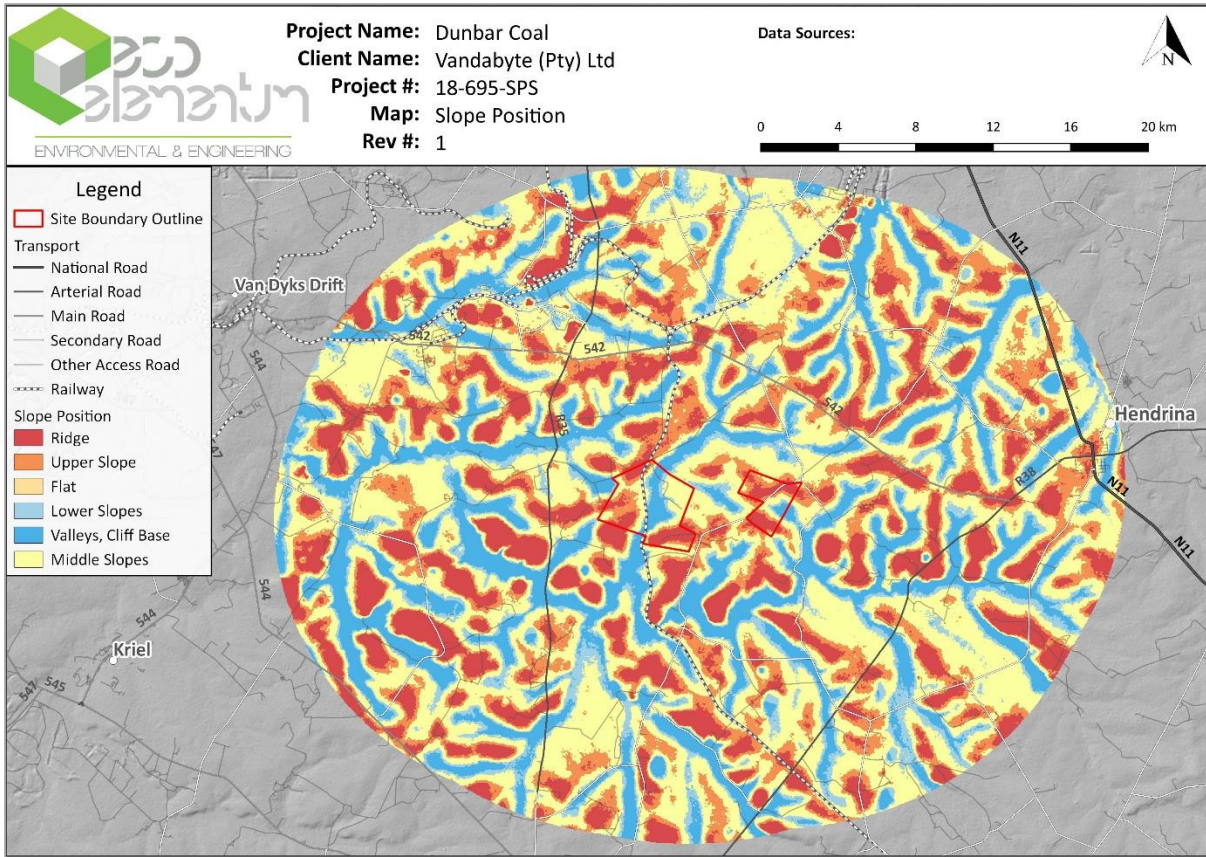 eco
elementum
ENVIRONMENTAL & ENGINEERING
Project Name: Dunbar Coal
Client Name: Vandabyte (Pty) Ltd
Project #: 18-695-SPS
Map: Slope Position
Rev #: 1
Data Sources:
N
0 4 8 12 16 20 km
Legend
Site Boundary Outline
Transport
National Road
Arterial Road
Main Road
Secondary Road
Other Access Road
Railway
Slope Position
Ridge
Upper Slope
Flat
Lower Slopes
Valleys, Cliff Base
Middle Slopes
N11
Van Dyks Drift
542
542
544
R35
542
Hendrina
R38
N11
N11
544
544
Kriel
547
545